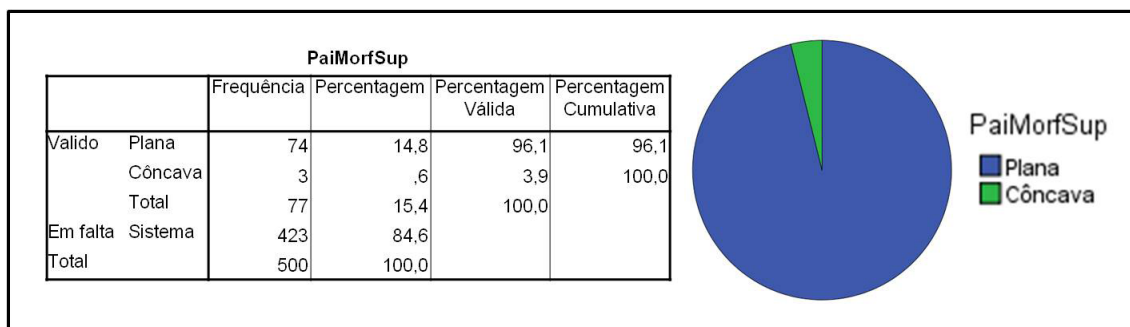 PaiMorfSup
Frequência Percentagem Percentagem Válida Percentagem Cumulativa
Valido Plana 74 14,8 96,1 96,1
Côncava 3 ,6 3,9 100,0
Total 77 15,4 100,0
Em falta Sistema 423 84,6
Total 500 100,0
PaiMorfSup
Plana
Côncava